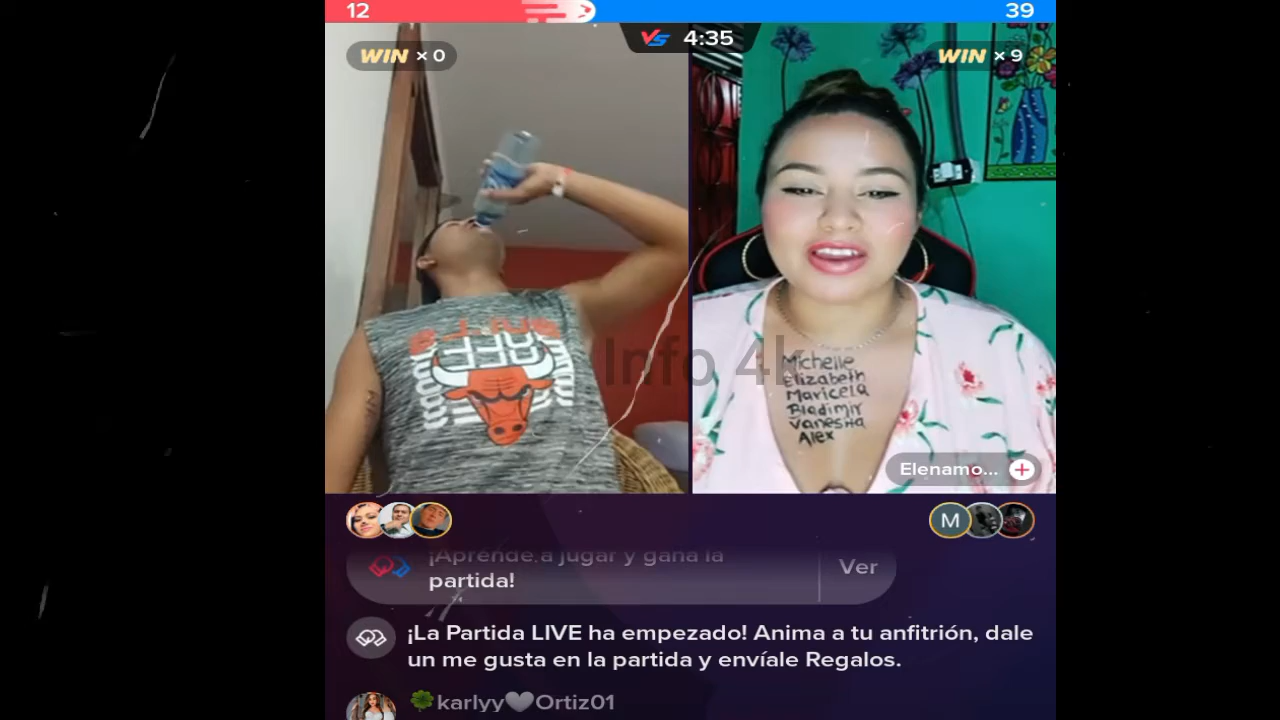 12
39
VS 4:35
WIN × 0
WIN × 9
Info 4k
Michelle
Elizabeth
Maricela
Bladimir
Vanessa
Alex
Elenamo... +
M
¡Aprende a jugar y gana la
partida!
Ver
¡La Partida LIVE ha empezado! Anima a tu anfitrión, dale
un me gusta en la partida y envíale Regalos.
🍀karlyy🤍Ortiz01